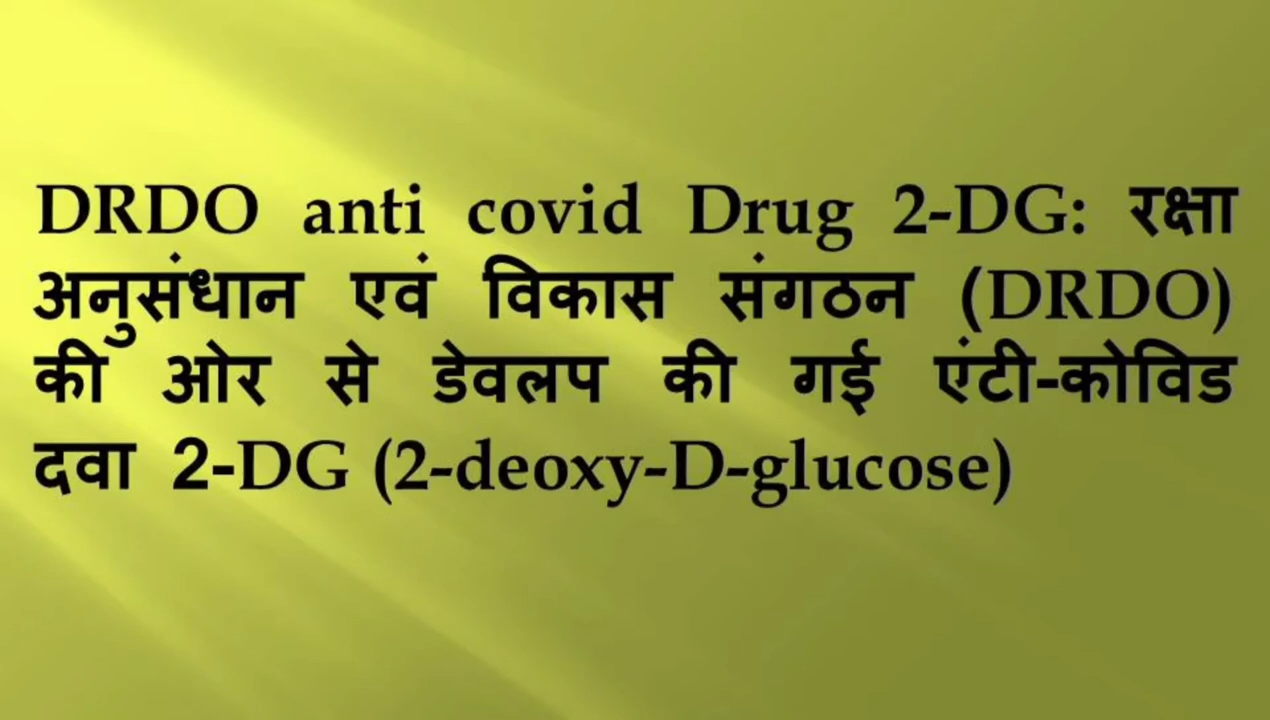 DRDO anti covid Drug 2-DG: रक्षा
अनुसंधान एवं विकास संगठन (DRDO)
की ओर से डेवलप की गई एंटी-कोविड
दवा 2-DG (2-deoxy-D-glucose)